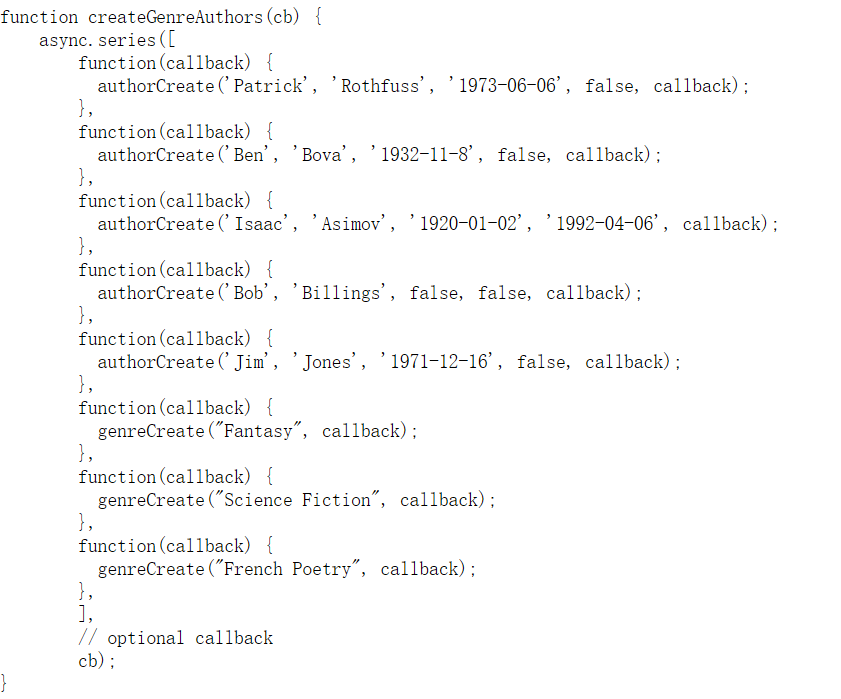 function createGenreAuthors(cb) {
    async.series([
        function(callback) {
          authorCreate('Patrick', 'Rothfuss', '1973-06-06', false, callback);
        },
        function(callback) {
          authorCreate('Ben', 'Bova', '1932-11-8', false, callback);
        },
        function(callback) {
          authorCreate('Isaac', 'Asimov', '1920-01-02', '1992-04-06', callback);
        },
        function(callback) {
          authorCreate('Bob', 'Billings', false, false, callback);
        },
        function(callback) {
          authorCreate('Jim', 'Jones', '1971-12-16', false, callback);
        },
        function(callback) {
          genreCreate("Fantasy", callback);
        },
        function(callback) {
          genreCreate("Science Fiction", callback);
        },
        function(callback) {
          genreCreate("French Poetry", callback);
        },
        ],
        // optional callback
        cb);
}